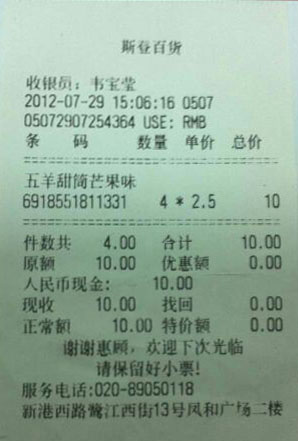 斯登百货
收银员：韦宝莹
2012-07-29 15:06:16 0507
05072907254364 USE: RMB
条 码 数量 单价 总价
五羊甜筒芒果味
6918551811331 4 * 2.5 10
件数共 4.00 合计 10.00
原额 10.00 优惠额 0.00
人民币现金: 10.00
现收 10.00 找回 0.00
正常额 10.00 特价额 0.00
谢谢惠顾，欢迎下次光临
请保留好小票!
服务电话:020-89050118
新港西路鹭江西街13号风和广场二楼